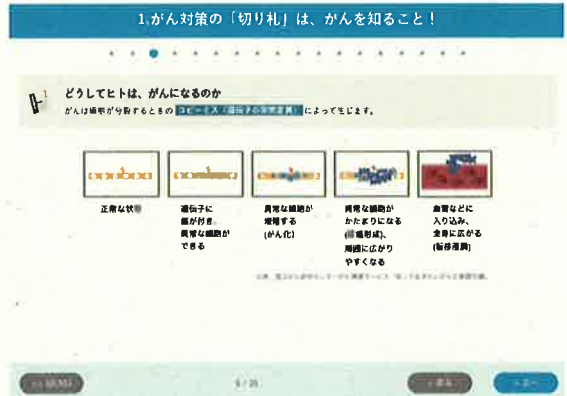 1.がん対策の「切り札」は、がんを知ること!
どうしてヒトは、がんになるのか
がんは細胞が分裂するときの コピーミス(遺伝子の突然変異) によって生じます。
正常な状
遺伝子に
傷が付き、
異常な細胞が
できる
異常な細胞が
増殖する
(がん化)
異常な細胞が
かたまりになる
(腫瘍形成)、
周囲に広がり
やすくなる
血管などに
入り込み、
全身に広がる
(転移浸潤)
MENU
戻る
次へ